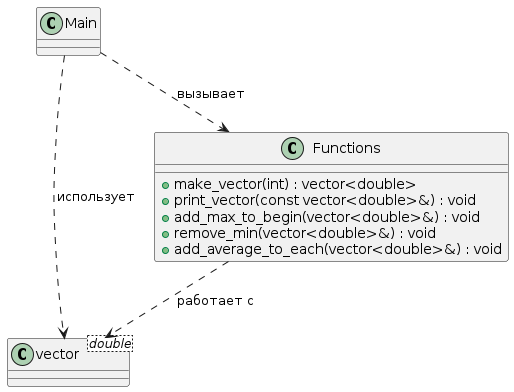 C Main
вызывает
C Functions
make_vector(int) : vector<double>
print_vector(const vector<double>&) : void
использует
add_max_to_begin(vector<double>&) : void
remove_min(vector<double>&) : void
add_average_to_each(vector<double>&) : void
работает с
double
C vector